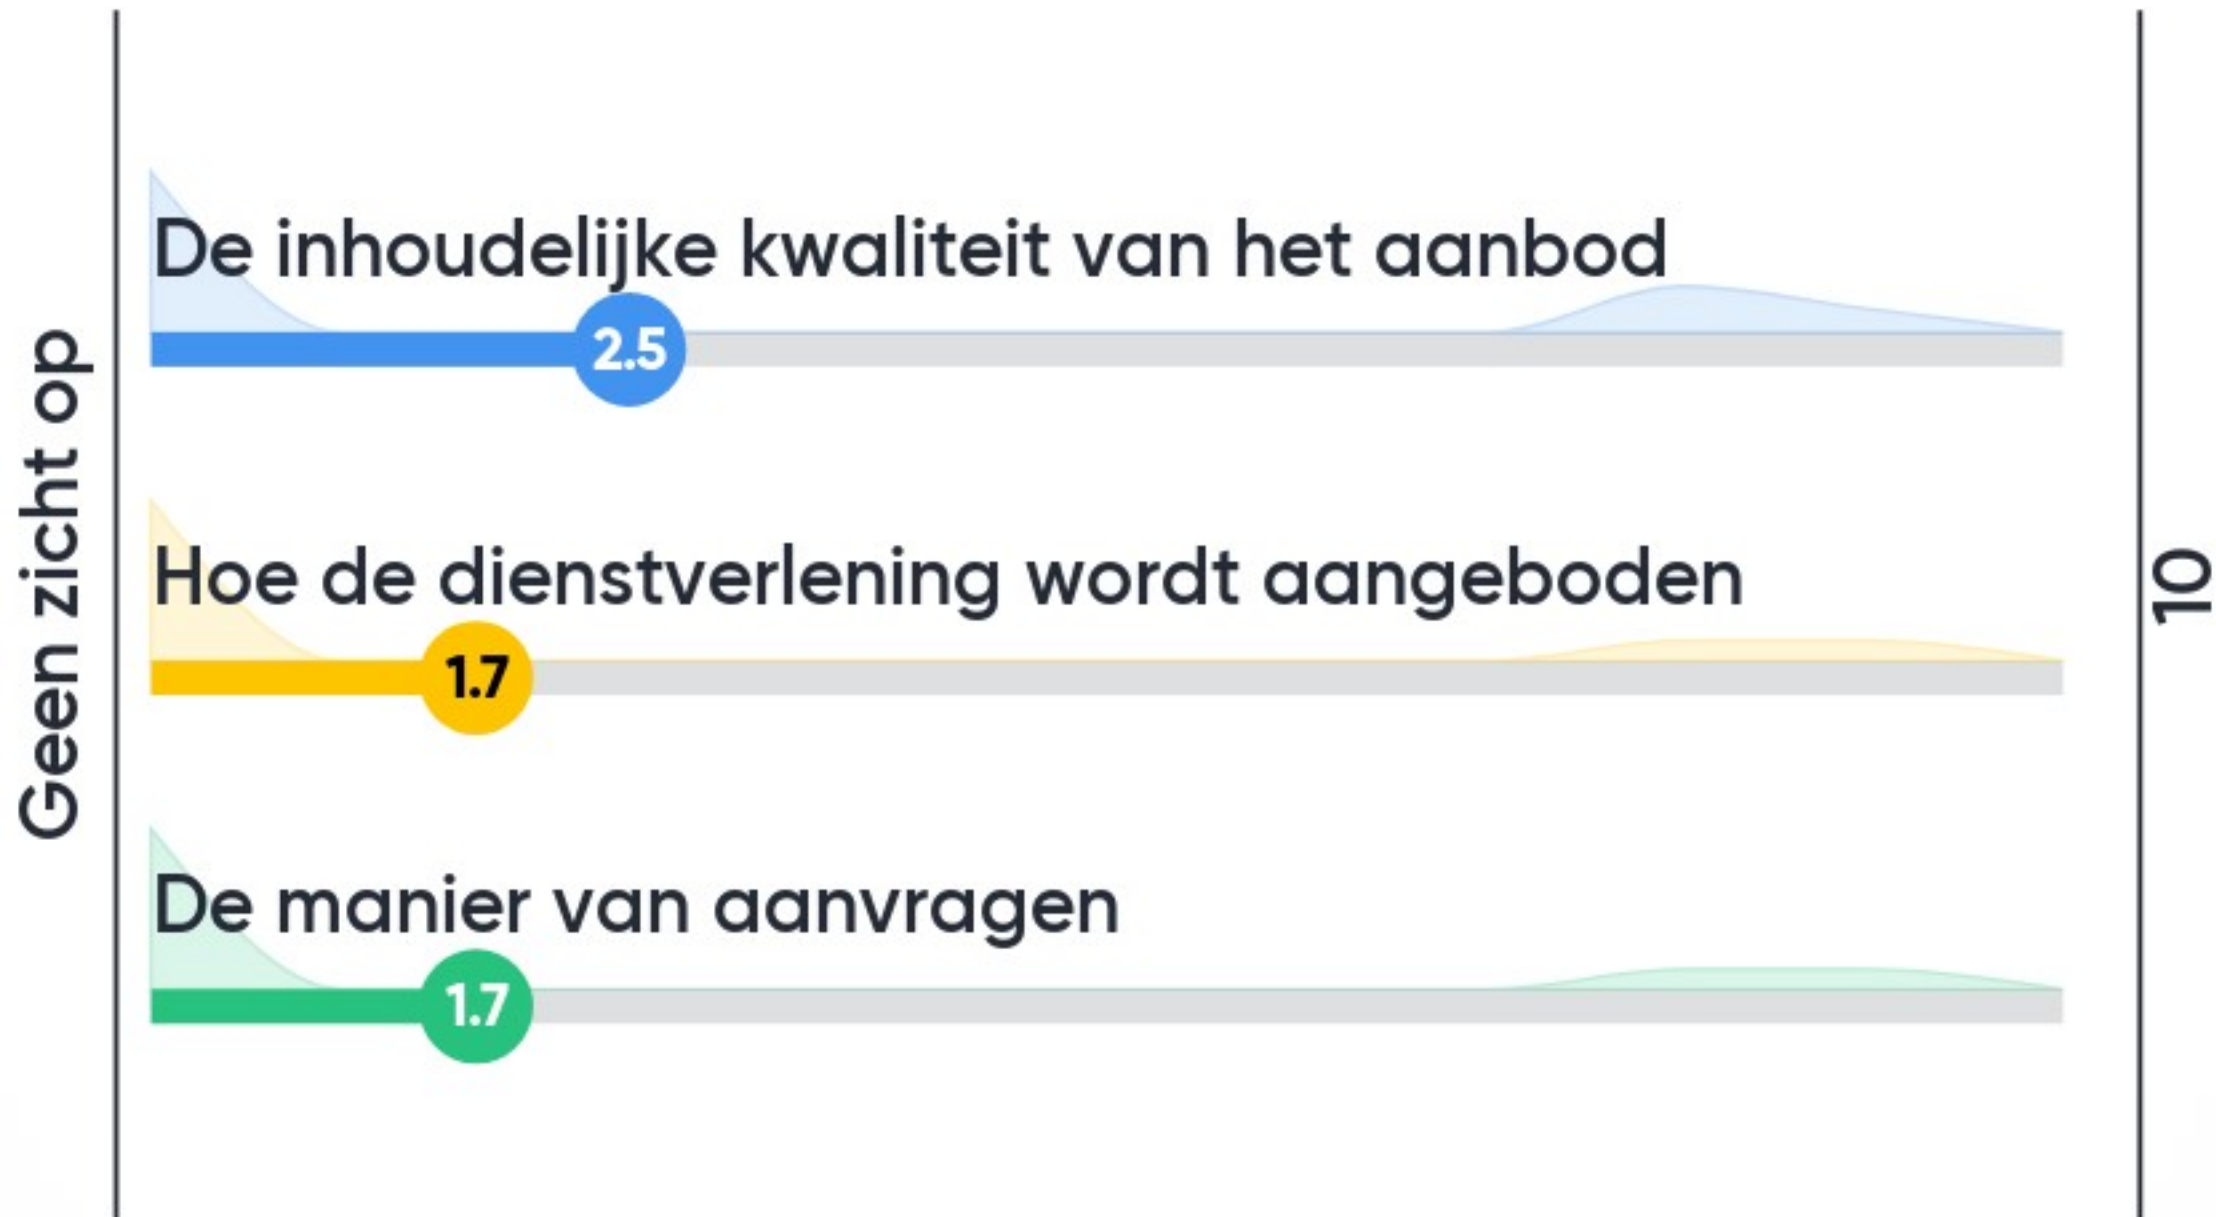 Geen zicht op
De inhoudelijke kwaliteit van het aanbod
2.5
Hoe de dienstverlening wordt aangeboden
1.7
De manier van aanvragen
1.7
10